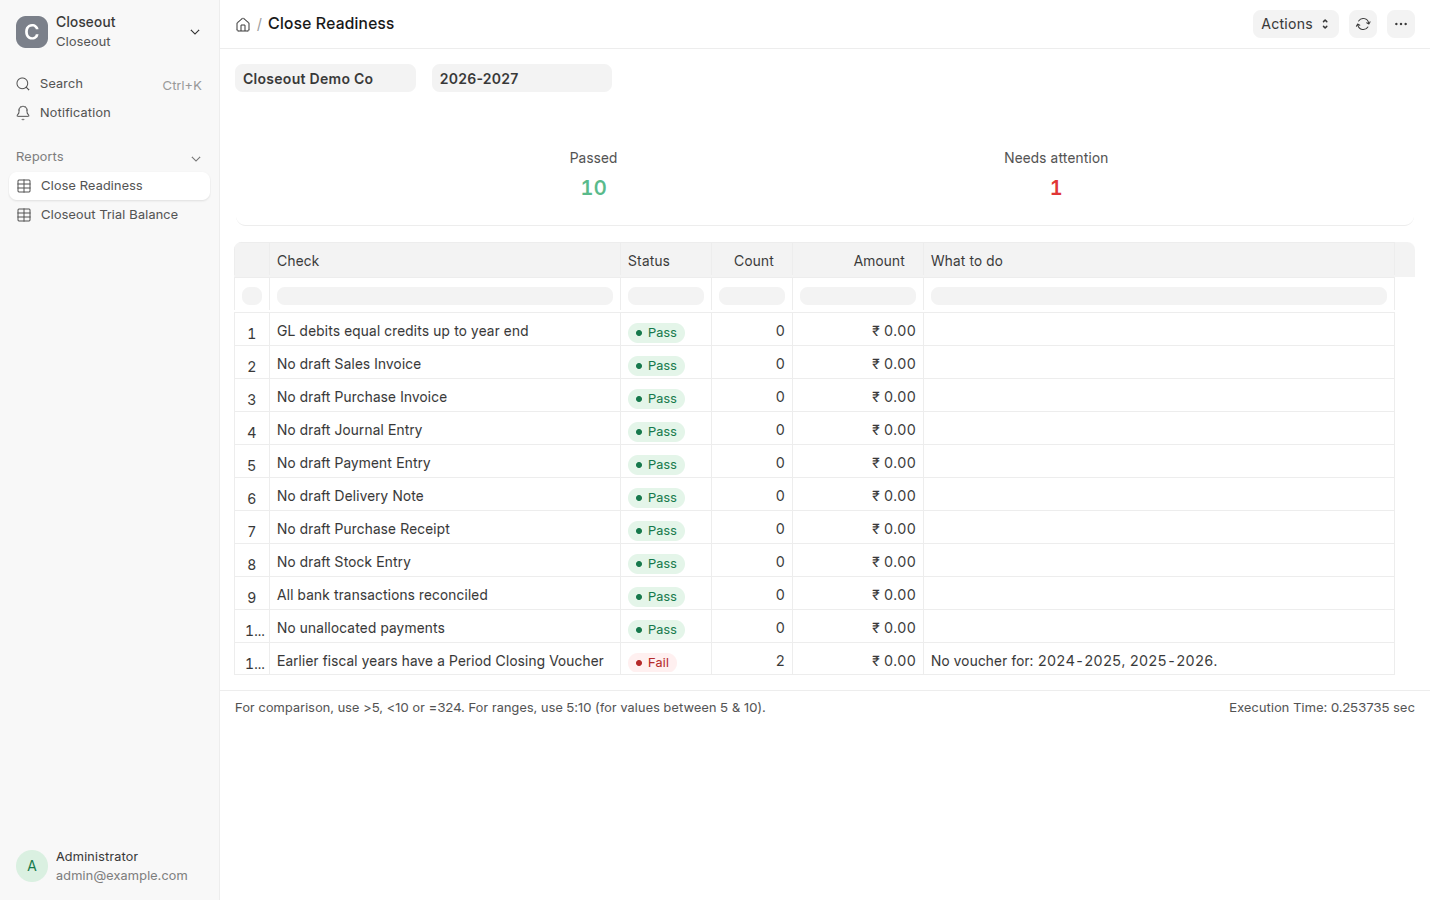 C
Closeout
Closeout
Search Ctrl+K
Notification
Reports
Close Readiness
Closeout Trial Balance
A
Administrator
admin@example.com
/ Close Readiness
Actions
Closeout Demo Co 2026-2027
Passed
10
Needs attention
1
Check Status Count Amount What to do
1 GL debits equal credits up to year end Pass 0 ₹ 0.00
2 No draft Sales Invoice Pass 0 ₹ 0.00
3 No draft Purchase Invoice Pass 0 ₹ 0.00
4 No draft Journal Entry Pass 0 ₹ 0.00
5 No draft Payment Entry Pass 0 ₹ 0.00
6 No draft Delivery Note Pass 0 ₹ 0.00
7 No draft Purchase Receipt Pass 0 ₹ 0.00
8 No draft Stock Entry Pass 0 ₹ 0.00
9 All bank transactions reconciled Pass 0 ₹ 0.00
1... No unallocated payments Pass 0 ₹ 0.00
1... Earlier fiscal years have a Period Closing Voucher Fail 2 ₹ 0.00 No voucher for: 2024-2025, 2025-2026.
For comparison, use >5, <10 or =324. For ranges, use 5:10 (for values between 5 & 10). Execution Time: 0.253735 sec